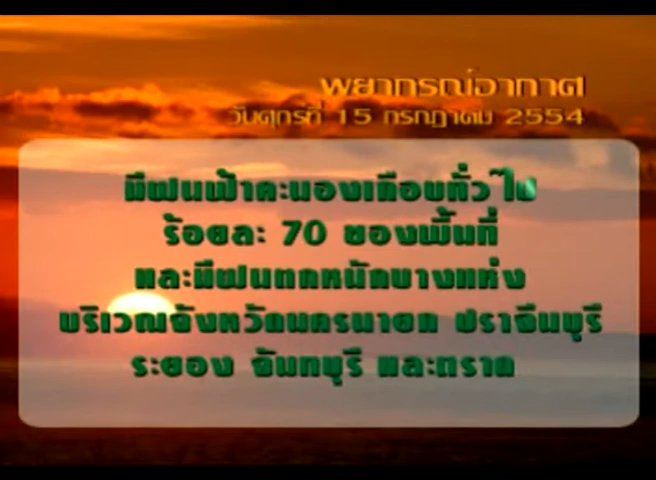 พยากรณ์อากาศ
วันศุกร์ที่ 15 กรกฎาคม 2554
มีฝนฟ้าคะนองเกือบทั่วไป
ร้อยละ 70 ของพื้นที่
และมีฝนตกหนักบางแห่ง
บริเวณจังหวัดนครนายก ปราจีนบุรี
ระยอง จันทบุรี และตราด